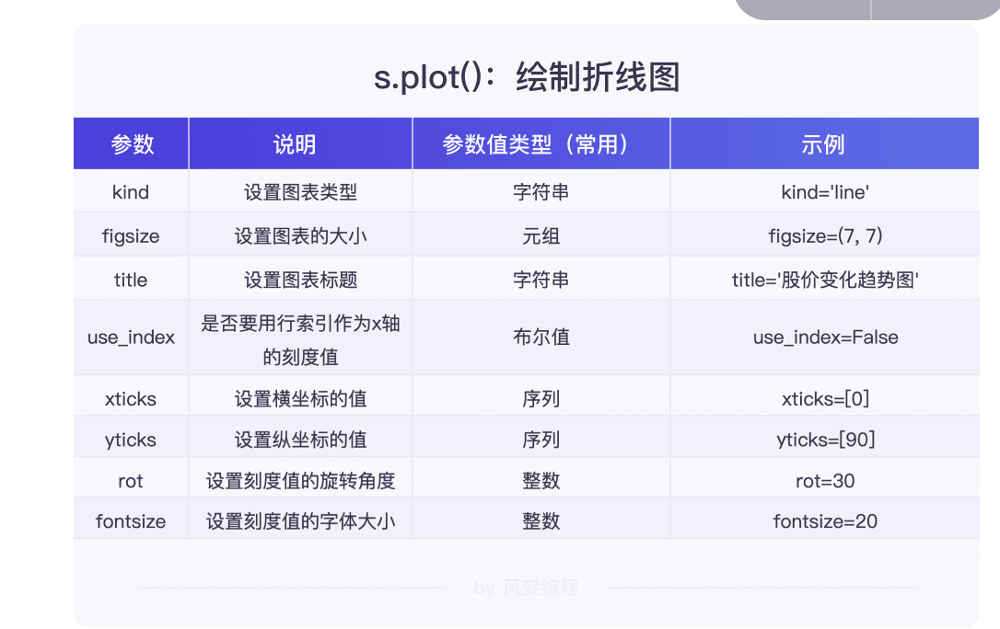 s.plot()：绘制折线图
参数 说明 参数值类型（常用） 示例
kind 设置图表类型 字符串 kind='line'
figsize 设置图表的大小 元组 figsize=(7, 7)
title 设置图表标题 字符串 title='股价变化趋势图'
use_index 是否要用行索引作为x轴
的刻度值 布尔值 use_index=False
xticks 设置横坐标的值 序列 xticks=[0]
yticks 设置纵坐标的值 序列 yticks=[90]
rot 设置刻度值的旋转角度 整数 rot=30
fontsize 设置刻度值的字体大小 整数 fontsize=20
by 风变编程